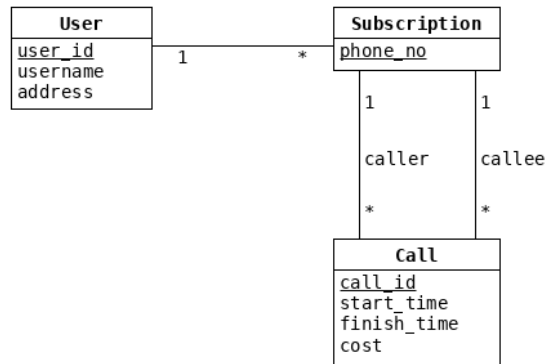 User
user_id
username
address
1
*
Subscription
phone_no
1
1
caller
callee
*
*
Call
call_id
start_time
finish_time
cost